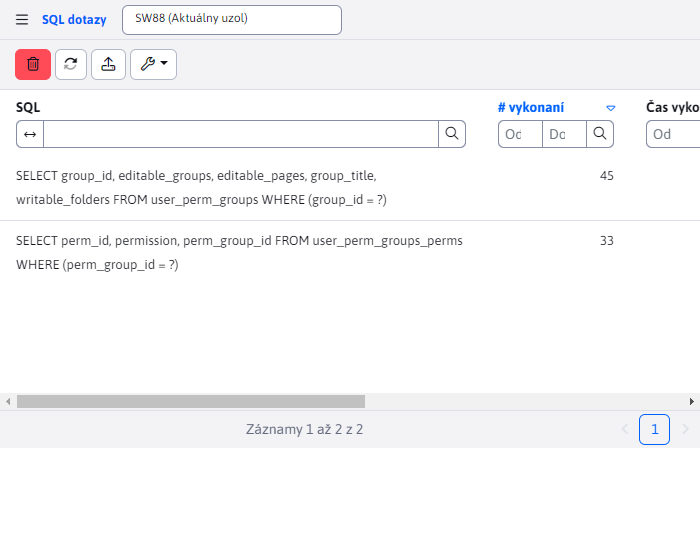 SQL dotazy
SW88 (Aktuálny uzol)
SQL
# vykonaní
Čas vyko
Od
Do
Od
SELECT group_id, editable_groups, editable_pages, group_title,
writable_folders FROM user_perm_groups WHERE (group_id = ?)
45
SELECT perm_id, permission, perm_group_id FROM user_perm_groups_perms
WHERE (perm_group_id = ?)
33
Záznamy 1 až 2 z 2
1